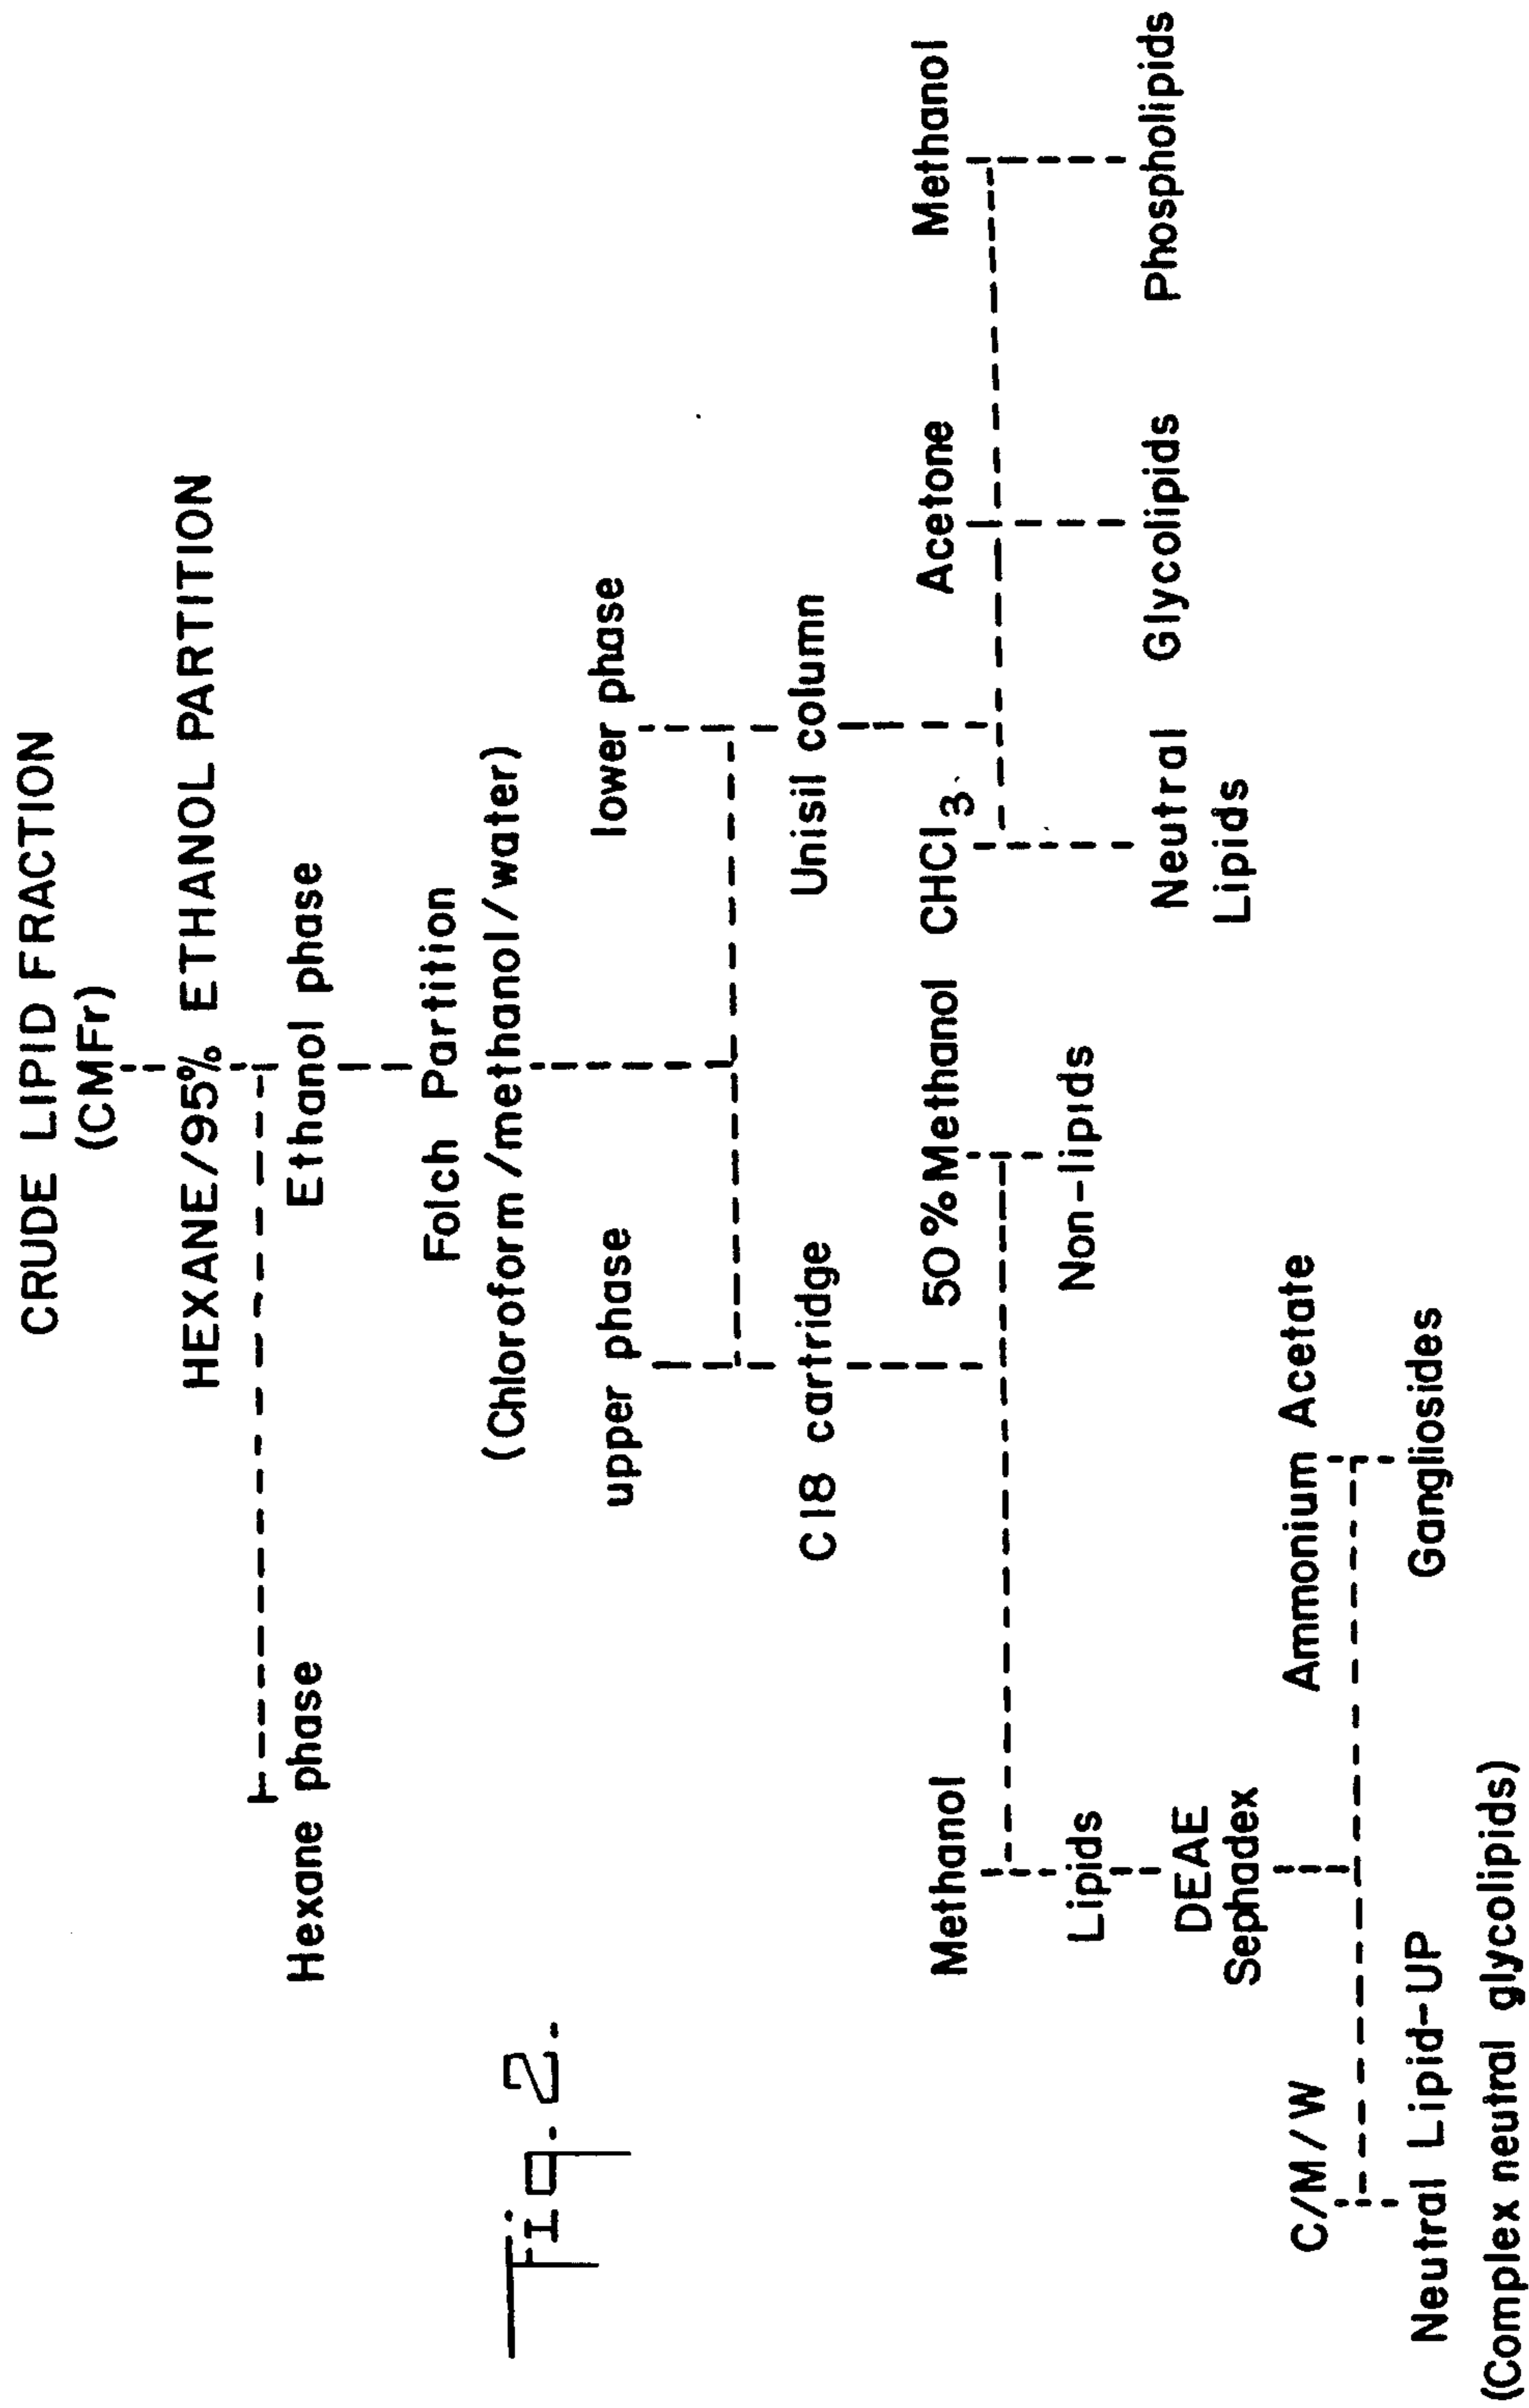 CRUDE LIPID FRACTION
(CMFr)
HEXANE/95% ETHANOL PARTITION
Hexane phase
Ethanol phase
Folch Partition
(Chloroform/methanol/water)
Fig. 2.
upper phase
lower phase
C18 cartridge
Unisil column
Methanol
50% Methanol
CHCl3
Acetone
Methanol
Lipids
Non-lipids
Neutral
Lipids
Glycolipids
Phospholipids
DEAE
Sephadex
C/M/W
Ammonium Acetate
Neutral Lipid-UP
Gangliosides
(Complex neutral glycolipids)